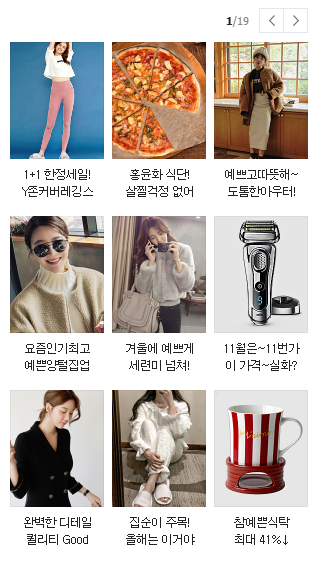 1/19
1+1 한정세일!
Y존커버레깅스
홍윤화 식단!
살찔걱정 없어
예쁘고따뜻해~
도톰한아우터!
요즘인기최고
예쁜양털집업
겨울에 예쁘게
세련미 넘쳐!
11월은~11번가
이 가격~실화?
완벽한 디테일
퀄리티 Good
집순이 주목!
올해는 이거야
참예쁜식탁
최대 41%↓